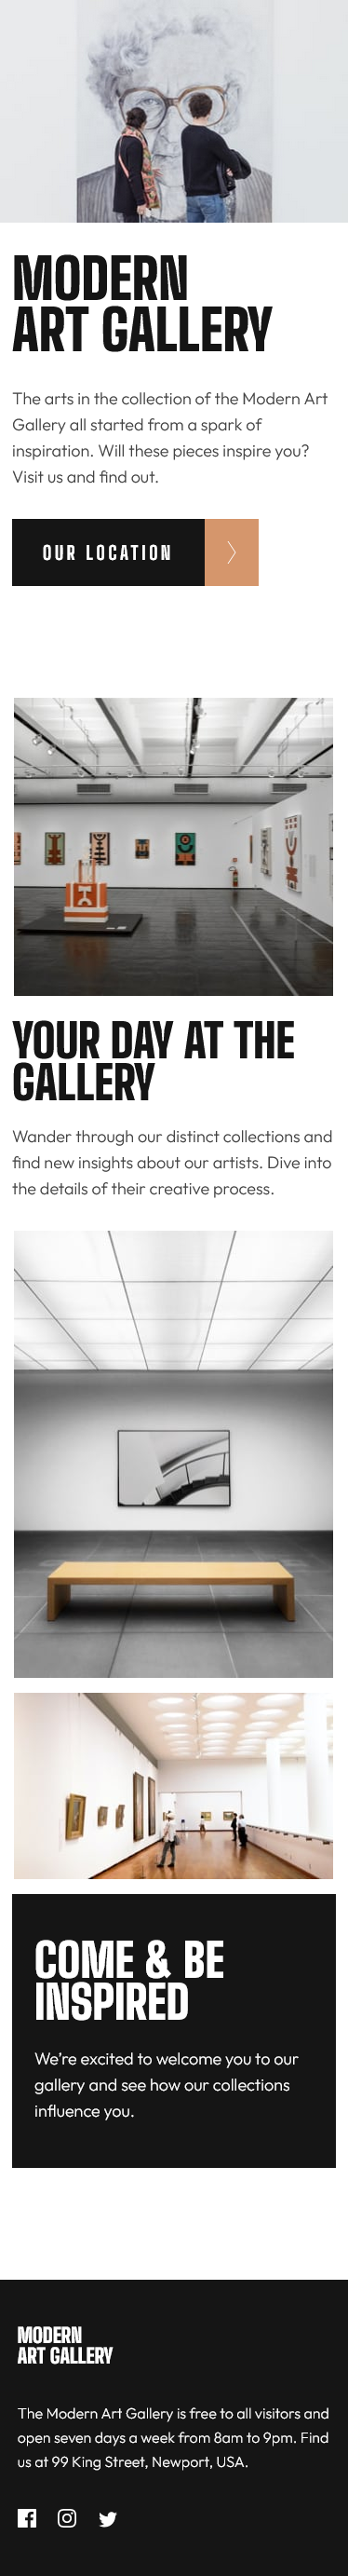 MODERN
ART GALLERY
The arts in the collection of the Modern Art
Gallery all started from a spark of
inspiration. Will these pieces inspire you?
Visit us and find out.
OUR LOCATION
YOUR DAY AT THE
GALLERY
Wander through our distinct collections and
find new insights about our artists. Dive into
the details of their creative process.
COME & BE
INSPIRED
We’re excited to welcome you to our
gallery and see how our collections
influence you.
MODERN
ART GALLERY
The Modern Art Gallery is free to all visitors and
open seven days a week from 8am to 9pm. Find
us at 99 King Street, Newport, USA.